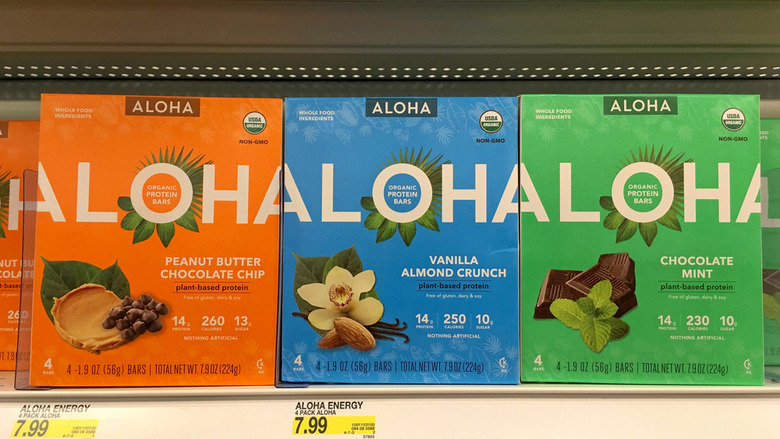 WHOLE FOOD
INGREDIENTS
ALOHA
USDA
ORGANIC
NON-GMO
ALOHA
ORGANIC
PROTEIN
BARS
PEANUT BUTTER
CHOCOLATE CHIP
plant-based protein
Free of gluten, dairy & soy
14g 260 13g
PROTEIN CALORIES SUGAR
NOTHING ARTIFICIAL
4
BARS
4 -1.9 OZ (56g) BARS | TOTAL NET WT. 7.9 OZ (224g)
WHOLE FOOD
INGREDIENTS
ALOHA
USDA
ORGANIC
NON-GMO
ALOHA
ORGANIC
PROTEIN
BARS
VANILLA
ALMOND CRUNCH
plant-based protein
Free of gluten, dairy & soy
14g 250 10g
PROTEIN CALORIES SUGAR
NOTHING ARTIFICIAL
4
BARS
4 -1.9 OZ (56g) BARS | TOTAL NET WT. 7.9 OZ (224g)
WHOLE FOOD
INGREDIENTS
ALOHA
USDA
ORGANIC
NON-GMO
ALOHA
ORGANIC
PROTEIN
BARS
CHOCOLATE
MINT
plant-based protein
Free of gluten, dairy & soy
14g 230 10g
PROTEIN CALORIES SUGAR
NOTHING ARTIFICIAL
4
BARS
4 -1.9 OZ (56g) BARS | TOTAL NET WT. 7.9 OZ (224g)
ALOHA ENERGY
4 PACK ALOHA
7.99
ALOHA ENERGY
4 PACK ALOHA
7.99